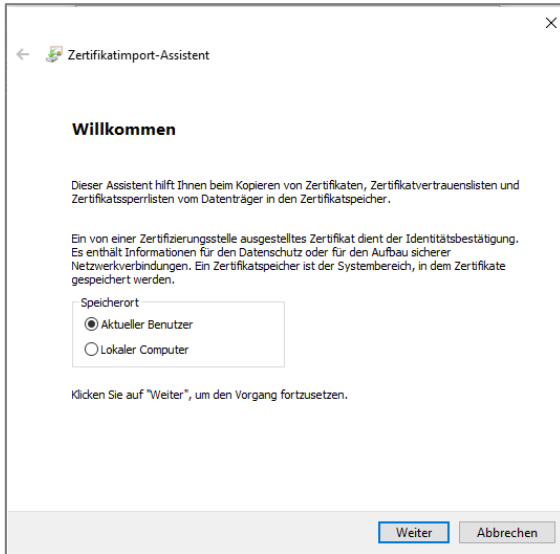 Zertifikatimport-Assistent
Willkommen
Dieser Assistent hilft Ihnen beim Kopieren von Zertifikaten, Zertifikatvertrauenslisten und
Zertifikatssperrlisten vom Datenträger in den Zertifikatspeicher.
Ein von einer Zertifizierungsstelle ausgestelltes Zertifikat dient der Identitätsbestätigung.
Es enthält Informationen für den Datenschutz oder für den Aufbau sicherer
Netzwerkverbindungen. Ein Zertifikatspeicher ist der Systembereich, in dem Zertifikate
gespeichert werden.
Speicherort
Aktueller Benutzer
Lokaler Computer
Klicken Sie auf "Weiter", um den Vorgang fortzusetzen.
Weiter Abbrechen